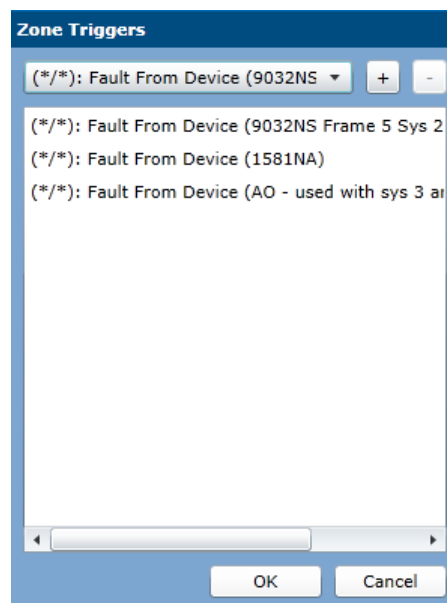 Zone Triggers
(*/*): Fault From Device (9032NS
+ -
(*/*): Fault From Device (9032NS Frame 5 Sys 2
(*/*): Fault From Device (1581NA)
(*/*): Fault From Device (AO - used with sys 3
OK Cancel